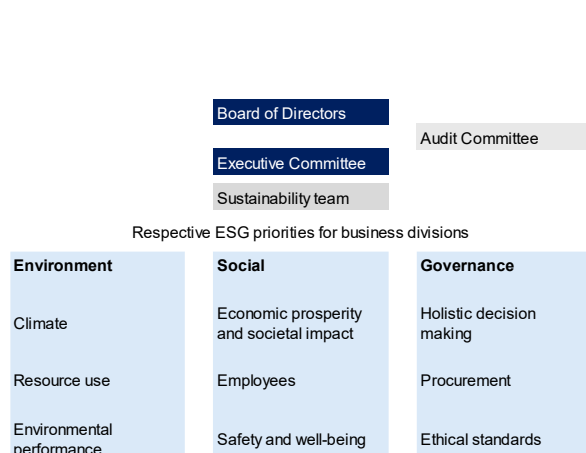 Board of Directors
Audit Committee
Executive Committee
Sustainability team
Respective ESG priorities for business divisions
Environment
Social
Governance
Climate
Economic prosperity
and societal impact
Holistic decision
making
Resource use
Employees
Procurement
Environmental
performance
Safety and well-being
Ethical standards